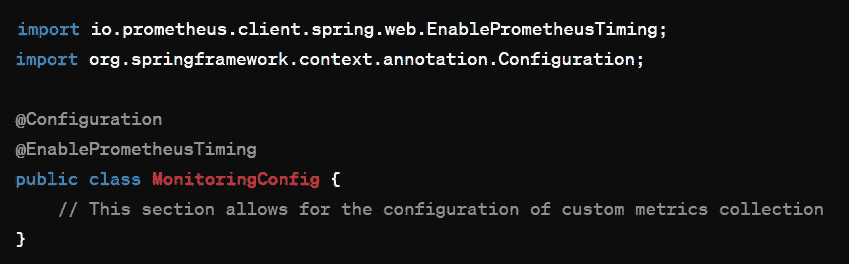 import io.prometheus.client.spring.web.EnablePrometheusTiming;
import org.springframework.context.annotation.Configuration;
@Configuration
@EnablePrometheusTiming
public class MonitoringConfig {
// This section allows for the configuration of custom metrics collection
}